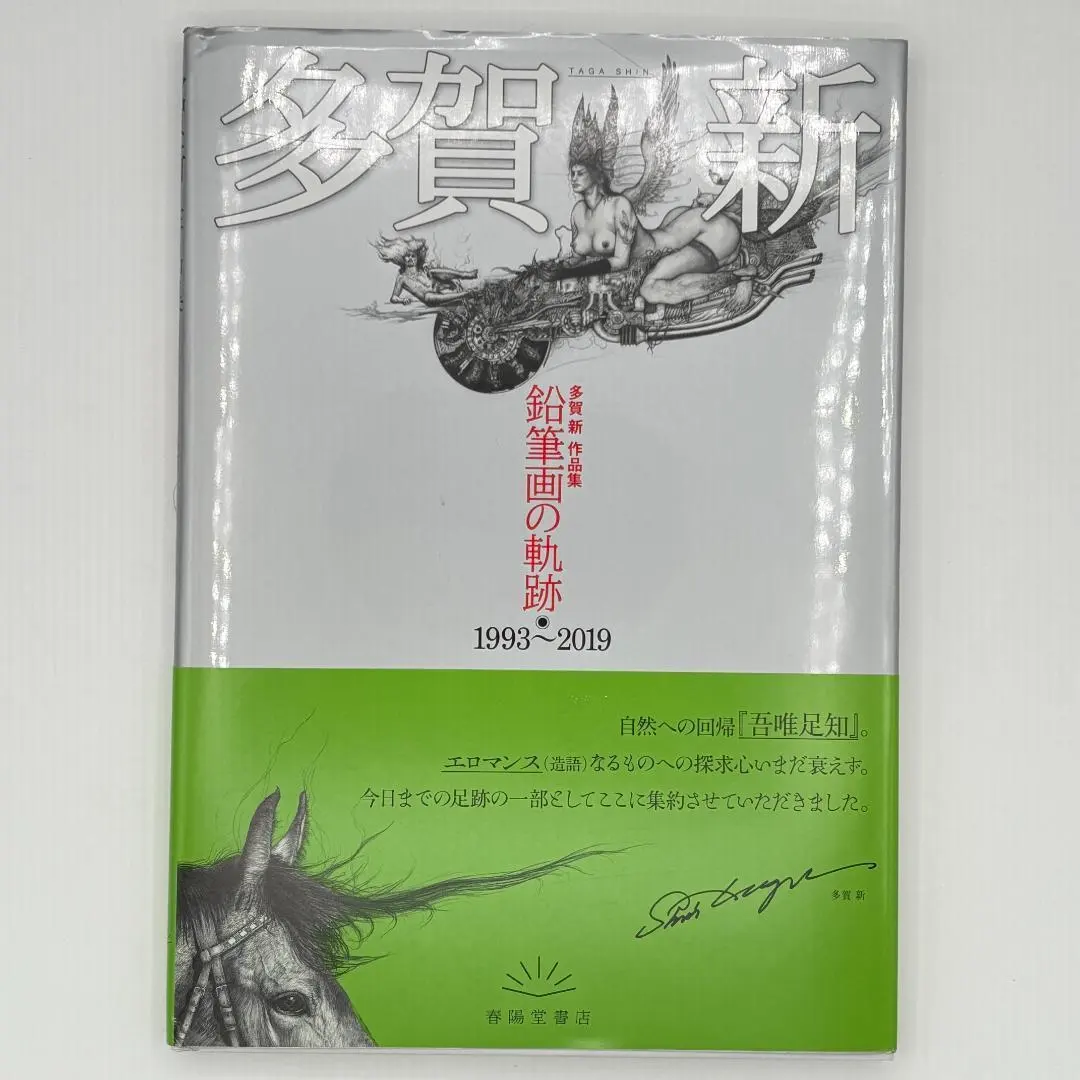 多賀 新
TAGA SHIN
多賀 新 作品集
鉛筆画の軌跡
1993〜2019
自然への回帰『吾唯足知』。
エロマンス(造語)なるものへの探求心いまだ衰えず。
今日までの足跡の一部としてここに集約させていただきました。
Shin Taga
多賀 新
春陽堂書店